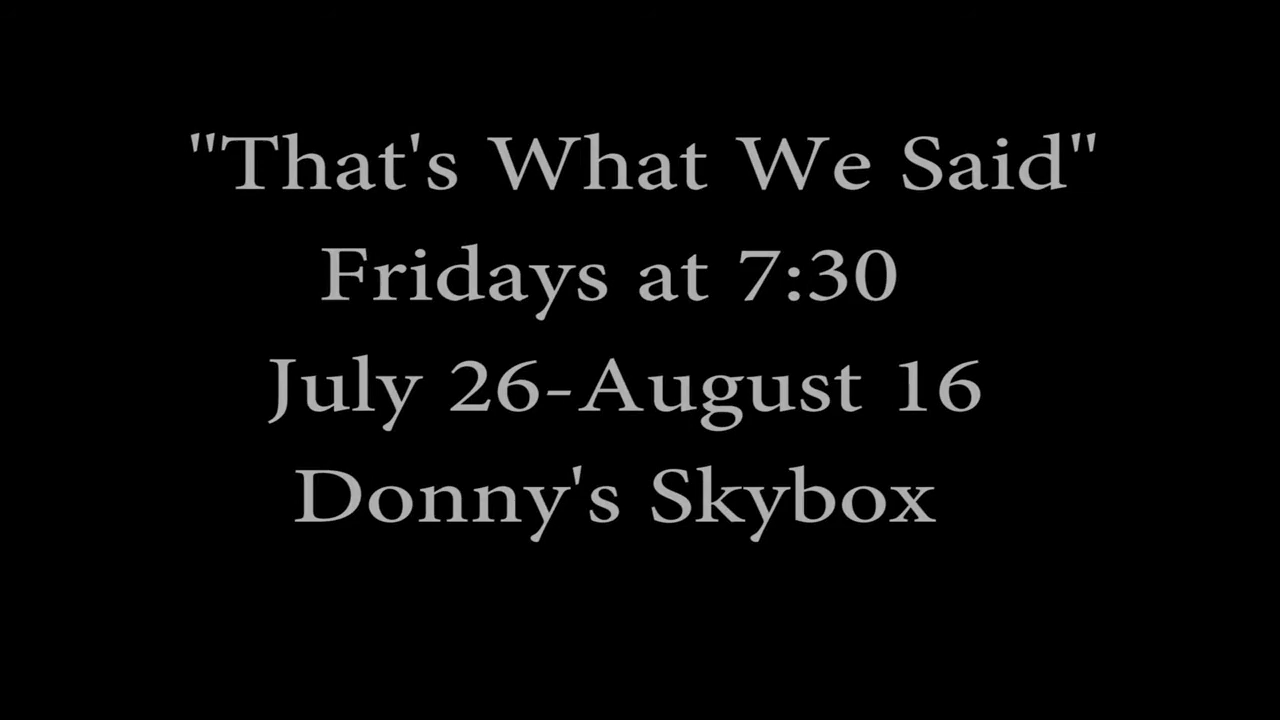 "That's What We Said"
Fridays at 7:30
July 26-August 16
Donny's Skybox